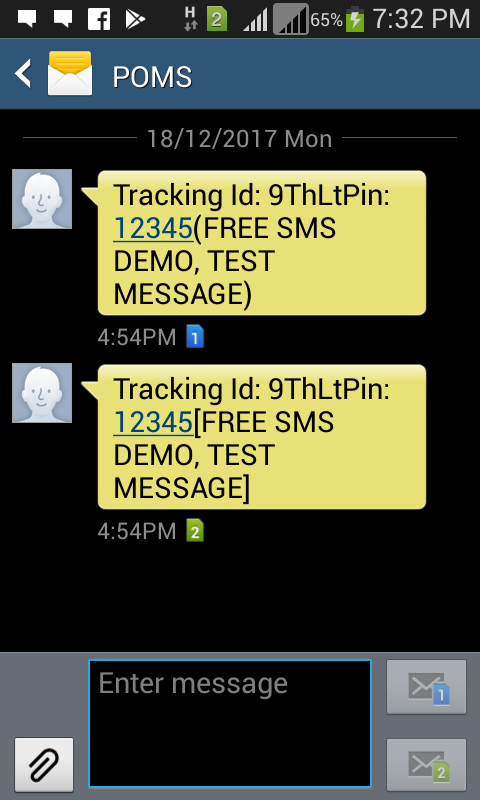 H 2 65% 7:32 PM
POMS
18/12/2017 Mon
Tracking Id: 9ThLtPin:
12345(FREE SMS
DEMO, TEST
MESSAGE)
4:54PM 1
Tracking Id: 9ThLtPin:
12345[FREE SMS
DEMO, TEST
MESSAGE]
4:54PM 2
Enter message
1
2